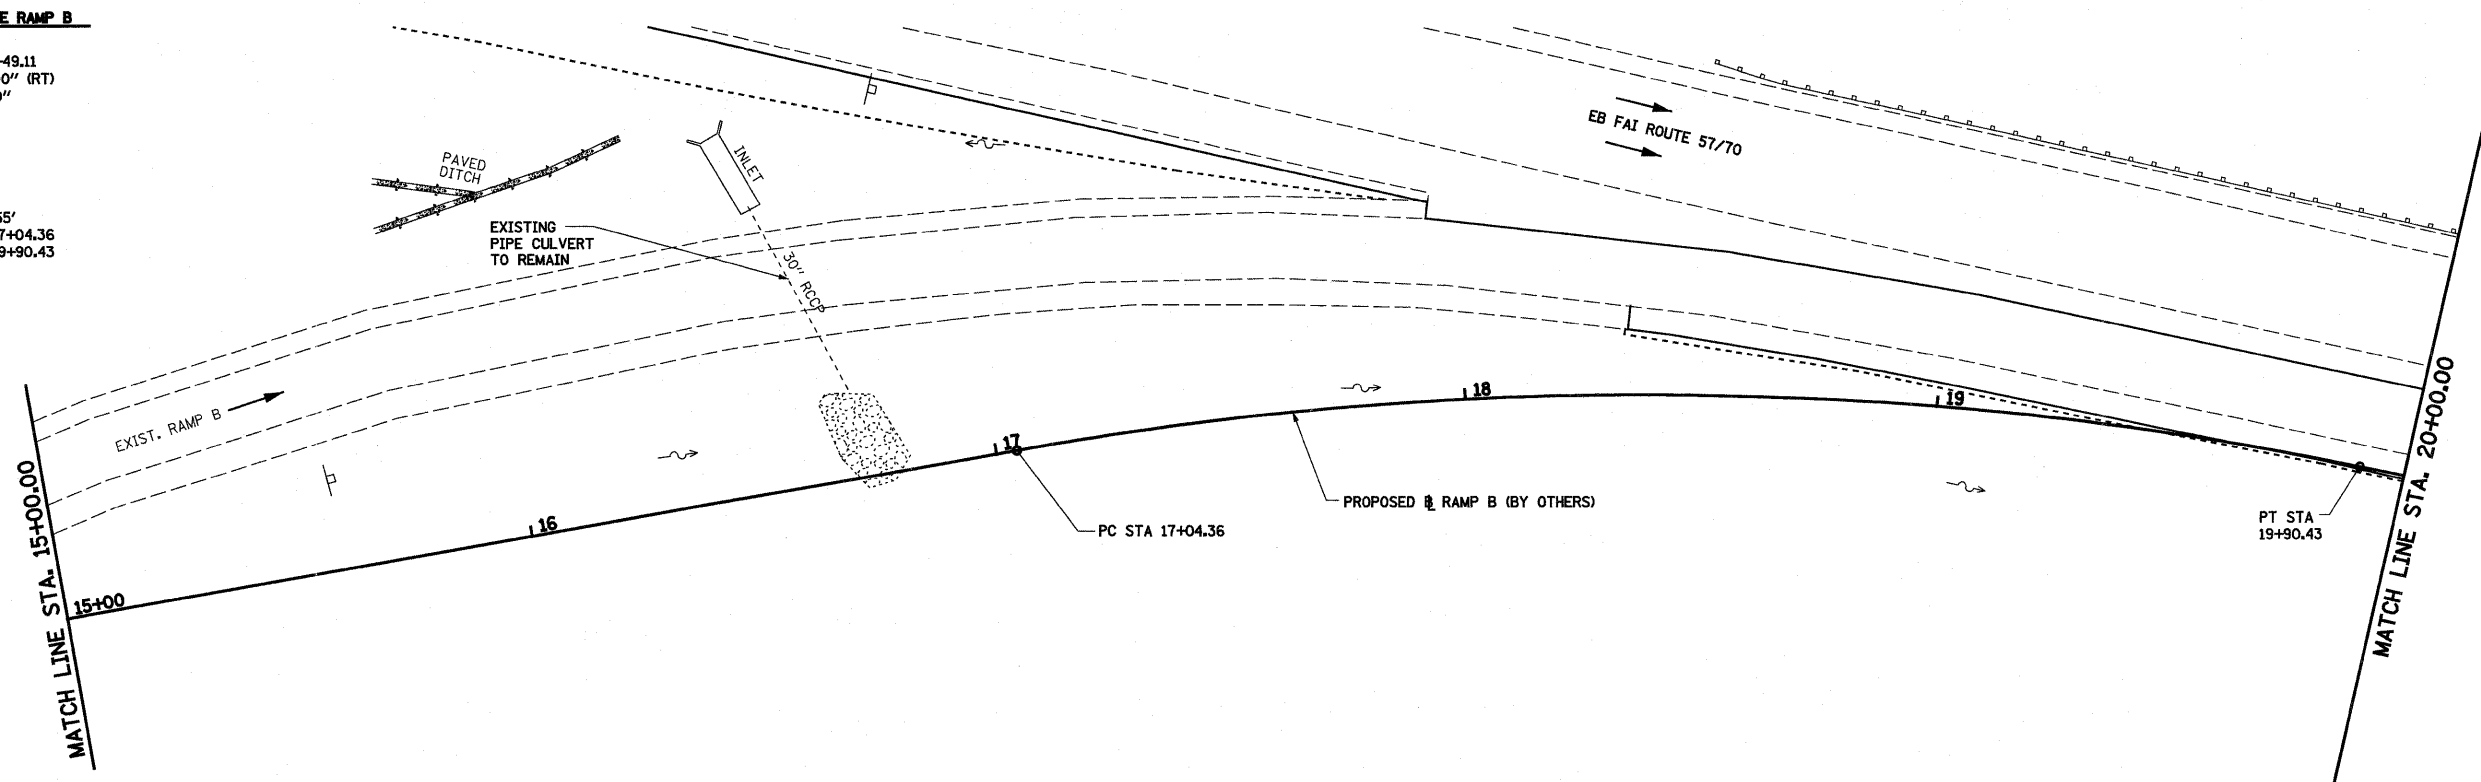 E RAMP B
-49.11
0" (RT)
55'
7+04.36
9+90.43
PAVED
DITCH
INLET
EXISTING
PIPE CULVERT
TO REMAIN
30" RCCP
EB FAI ROUTE 57/70
EXIST. RAMP B
MATCH LINE STA. 15+00.00
15+00
16
17
18
19
PC STA 17+04.36
PROPOSED ⅊ RAMP B (BY OTHERS)
PT STA
19+90.43
MATCH LINE STA. 20+00.00